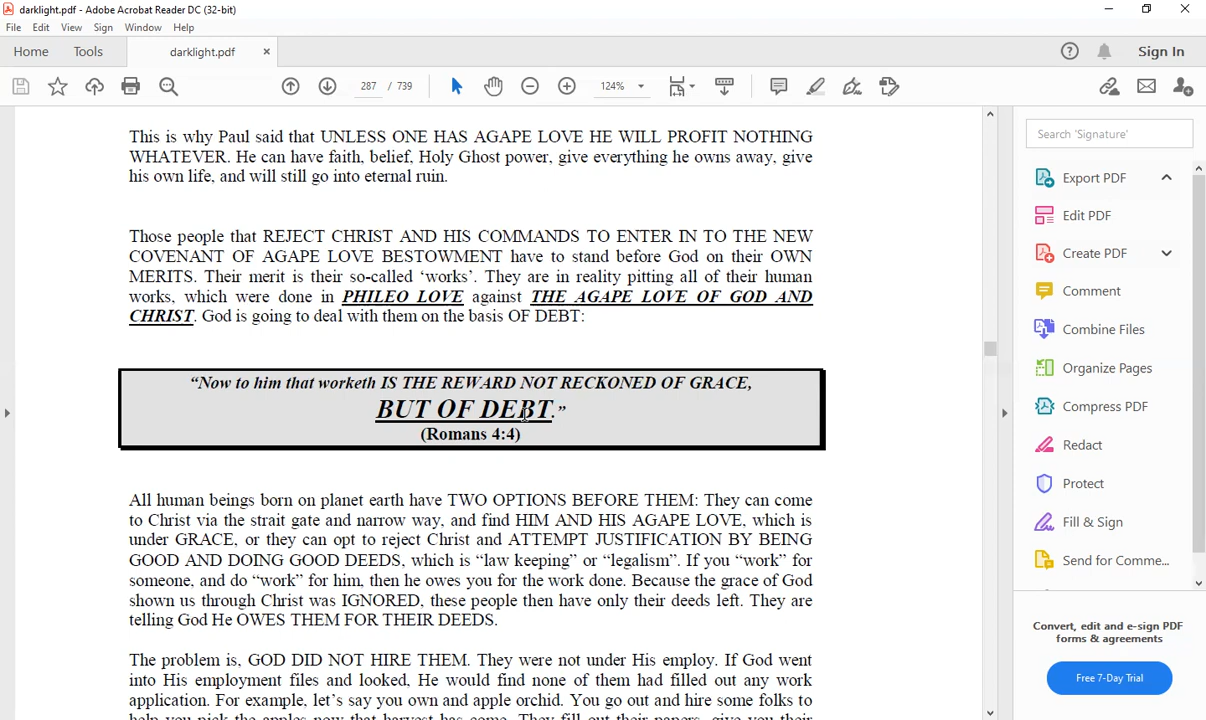 darklight.pdf - Adobe Acrobat Reader DC (32-bit)
File Edit View Sign Window Help
Home Tools darklight.pdf × Sign In
287 / 739 124%
This is why Paul said that UNLESS ONE HAS AGAPE LOVE HE WILL PROFIT NOTHING
WHATEVER. He can have faith, belief, Holy Ghost power, give everything he owns away, give
his own life, and will still go into eternal ruin.
Those people that REJECT CHRIST AND HIS COMMANDS TO ENTER IN TO THE NEW
COVENANT OF AGAPE LOVE BESTOWMENT have to stand before God on their OWN
MERITS. Their merit is their so-called ‘works’. They are in reality pitting all of their human
works, which were done in PHILEO LOVE against THE AGAPE LOVE OF GOD AND
CHRIST. God is going to deal with them on the basis OF DEBT:
“Now to him that worketh IS THE REWARD NOT RECKONED OF GRACE,
BUT OF DEBT.”
(Romans 4:4)
All human beings born on planet earth have TWO OPTIONS BEFORE THEM: They can come
to Christ via the strait gate and narrow way, and find HIM AND HIS AGAPE LOVE, which is
under GRACE, or they can opt to reject Christ and ATTEMPT JUSTIFICATION BY BEING
GOOD AND DOING GOOD DEEDS, which is “law keeping” or “legalism”. If you “work” for
someone, and do “work” for him, then he owes you for the work done. Because the grace of God
shown us through Christ was IGNORED, these people then have only their deeds left. They are
telling God He OWES THEM FOR THEIR DEEDS.
The problem is, GOD DID NOT HIRE THEM. They were not under His employ. If God went
into His employment files and looked, He would find none of them had filled out any work
application. For example, let’s say you own and apple orchid. You go out and hire some folks to
help you pick the apples now that harvest has come. They fill out their papers, give you their
Search 'Signature'
Export PDF
Edit PDF
Create PDF
Comment
Combine Files
Organize Pages
Compress PDF
Redact
Protect
Fill & Sign
Send for Comme...
Convert, edit and e-sign PDF
forms & agreements
Free 7-Day Trial